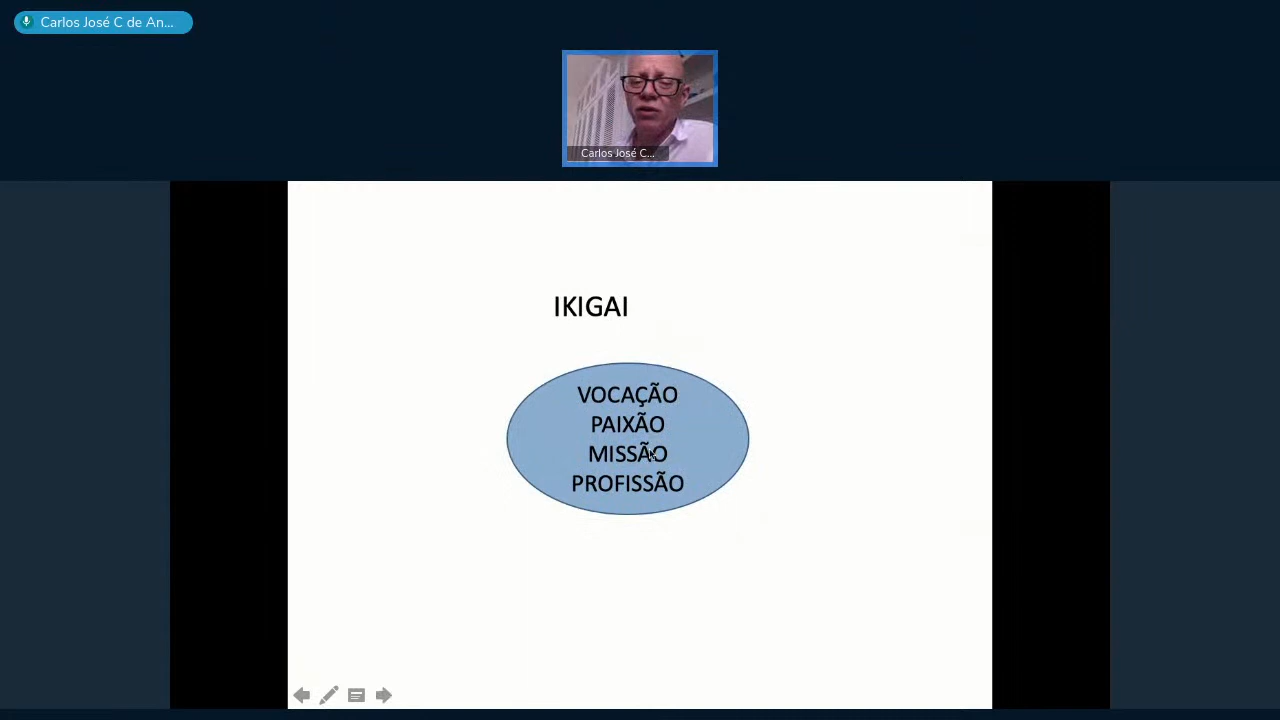 Carlos José C de An...
Carlos José C...
IKIGAI
VOCAÇÃO
PAIXÃO
MISSÃO
PROFISSÃO